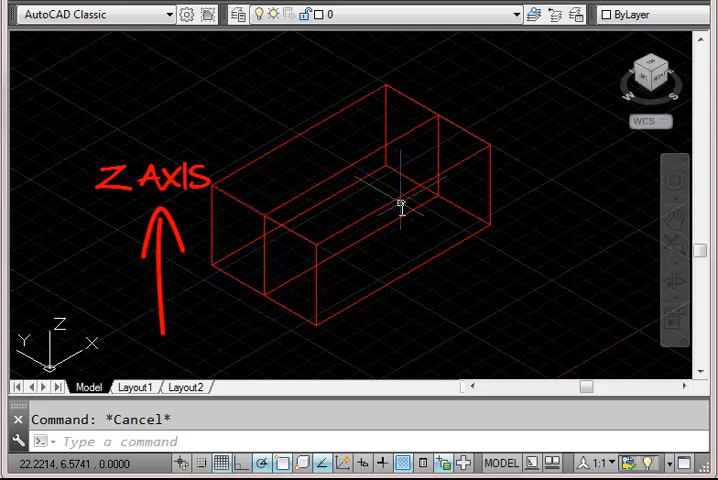 AutoCAD Classic
0
ByLayer
TOP
W
S
WCS
Z AXIS
Z
Y
X
Model
Layout1
Layout2
Command: *Cancel*
Type a command
22.2214, 6.5741 , 0.0000
MODEL
1:1